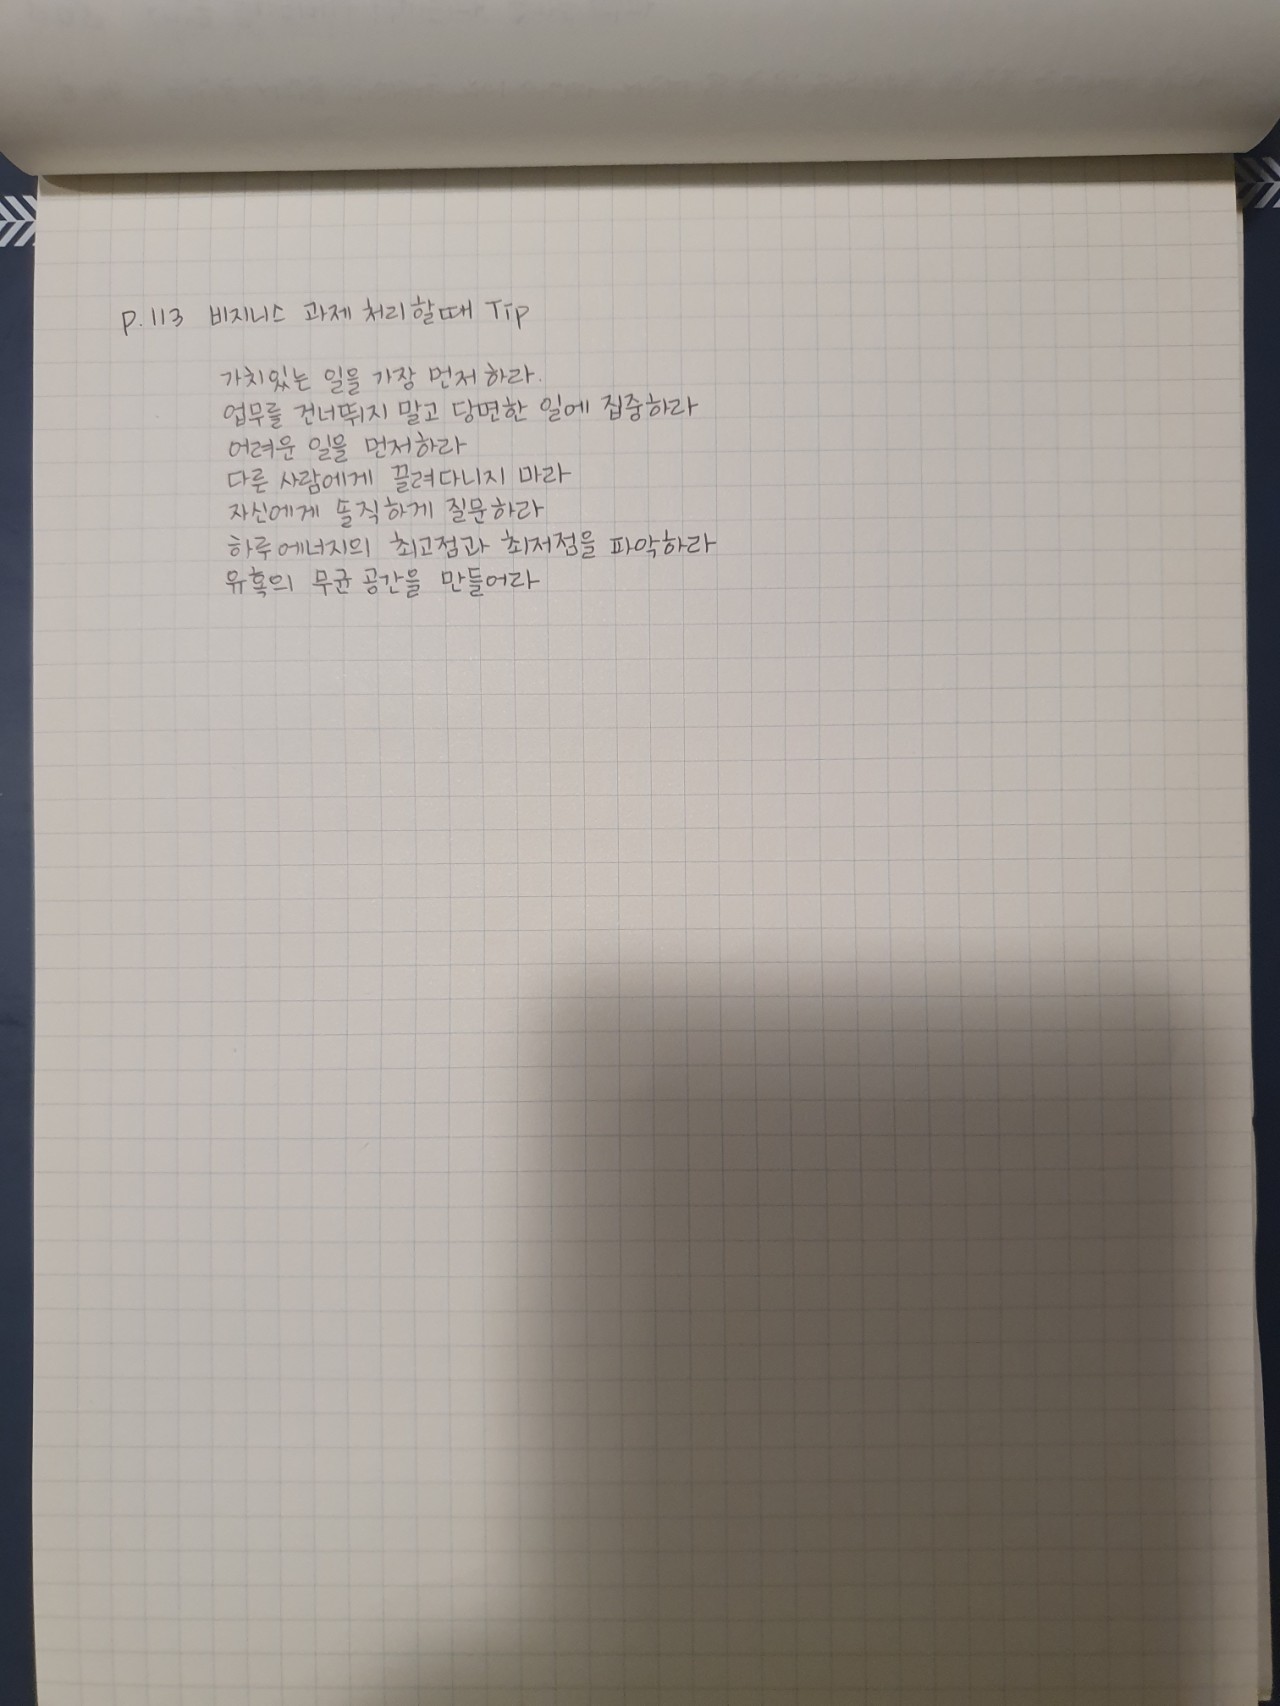 p.113 비지니스 과제 처리할때 Tip
가치있는 일을 가장 먼저 하라.
업무를 건너뛰지 말고 당면한 일에 집중하라
어려운 일을 먼저하라
다른 사람에게 끌려다니지 마라
자신에게 솔직하게 질문하라
하루 에너지의 최고점과 최저점을 파악하라
유혹의 무균 공간을 만들어라